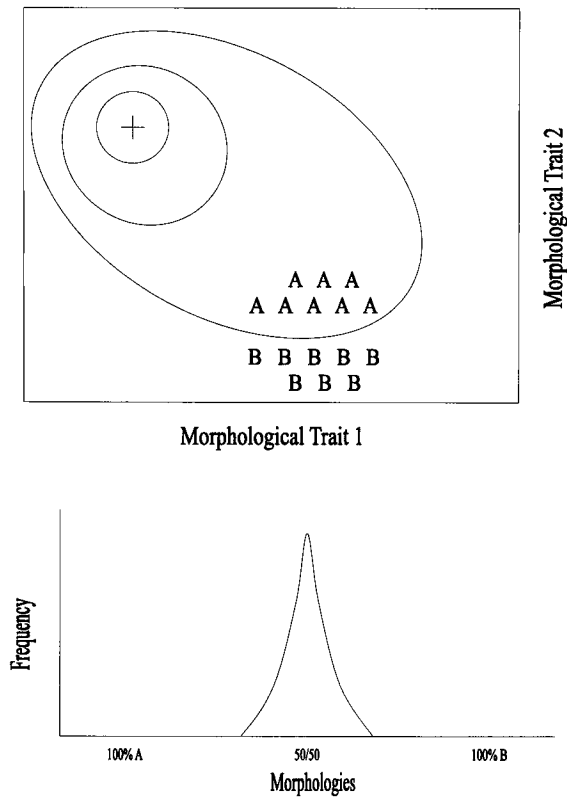 Morphological Trait 2
A A A
A A A A A
B B B B B
B B B
Morphological Trait 1
Frequency
100% A 50/50 100% B
Morphologies